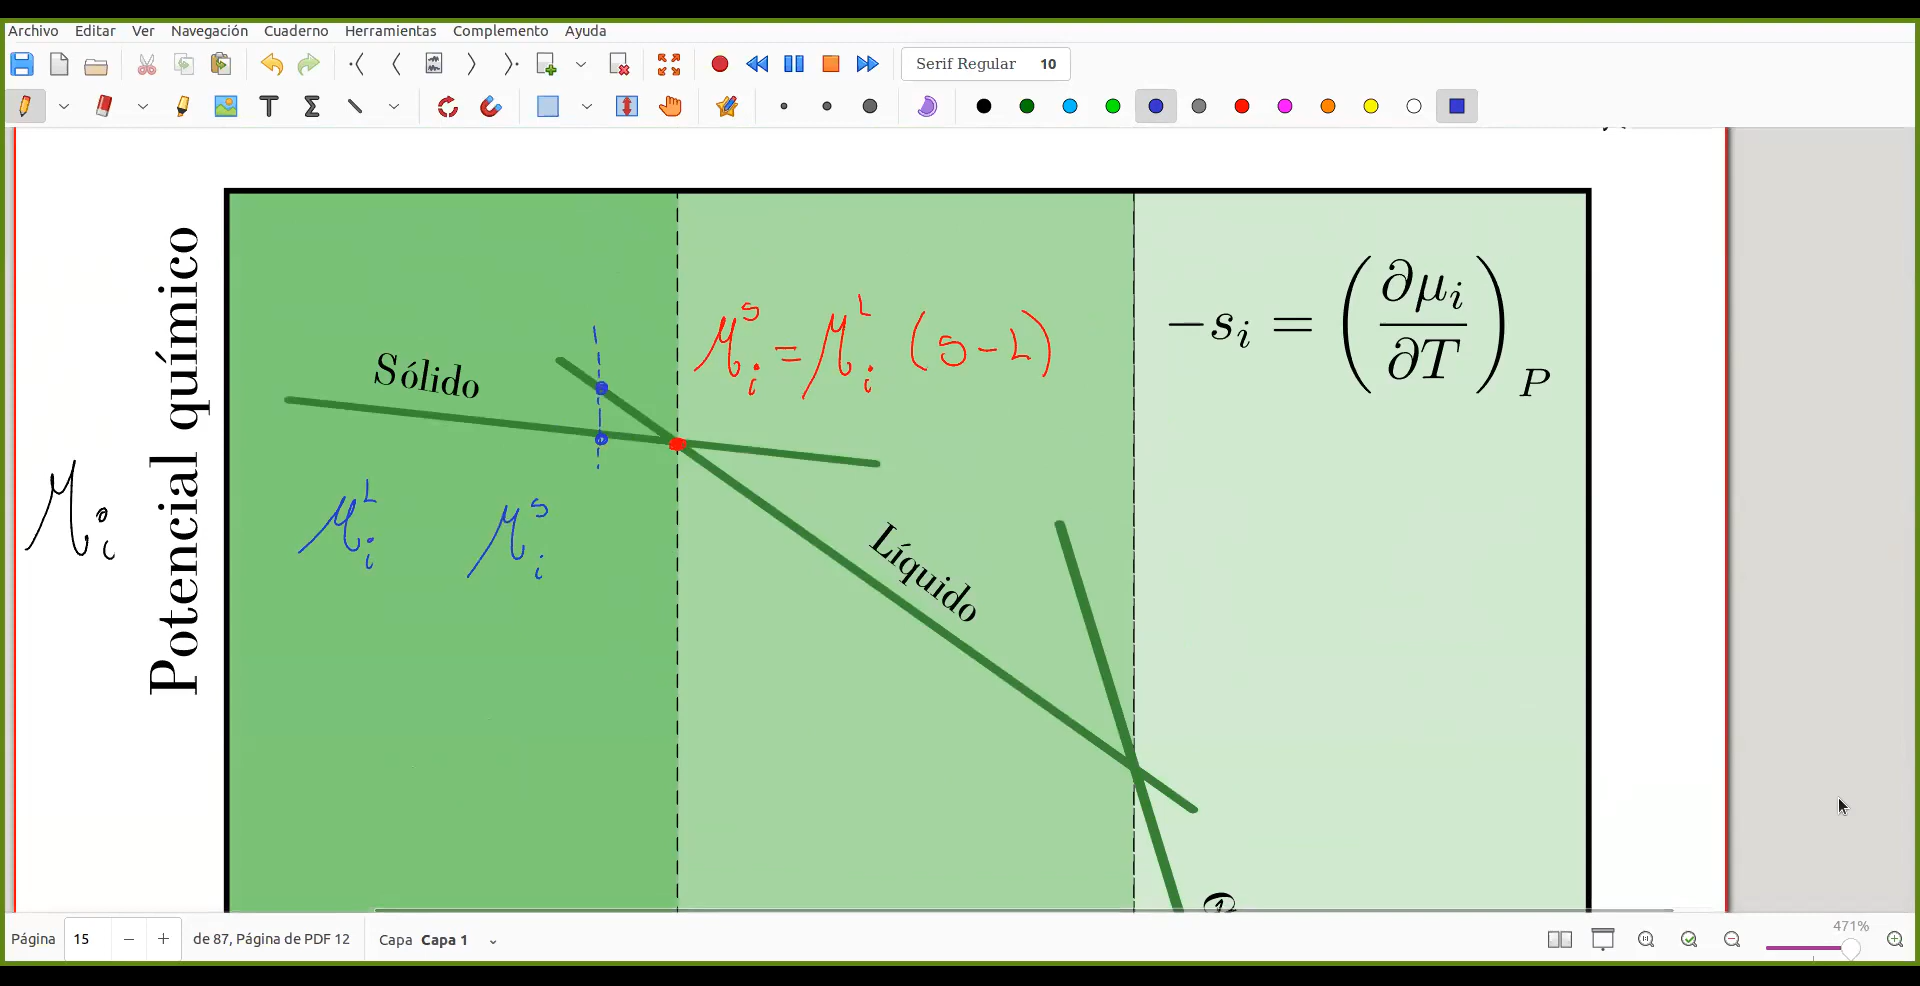 Archivo Editar Ver Navegación Cuaderno Herramientas Complemento Ayuda
Serif Regular 10
Potencial químico
μ_i
Sólido
μ_i^S = μ_i^L (S-L)
-s_i = (∂μ_i/∂T)_P
μ_i^L μ_i^S
Líquido
Página 15 de 87, Página de PDF 12 Capa Capa 1
471%